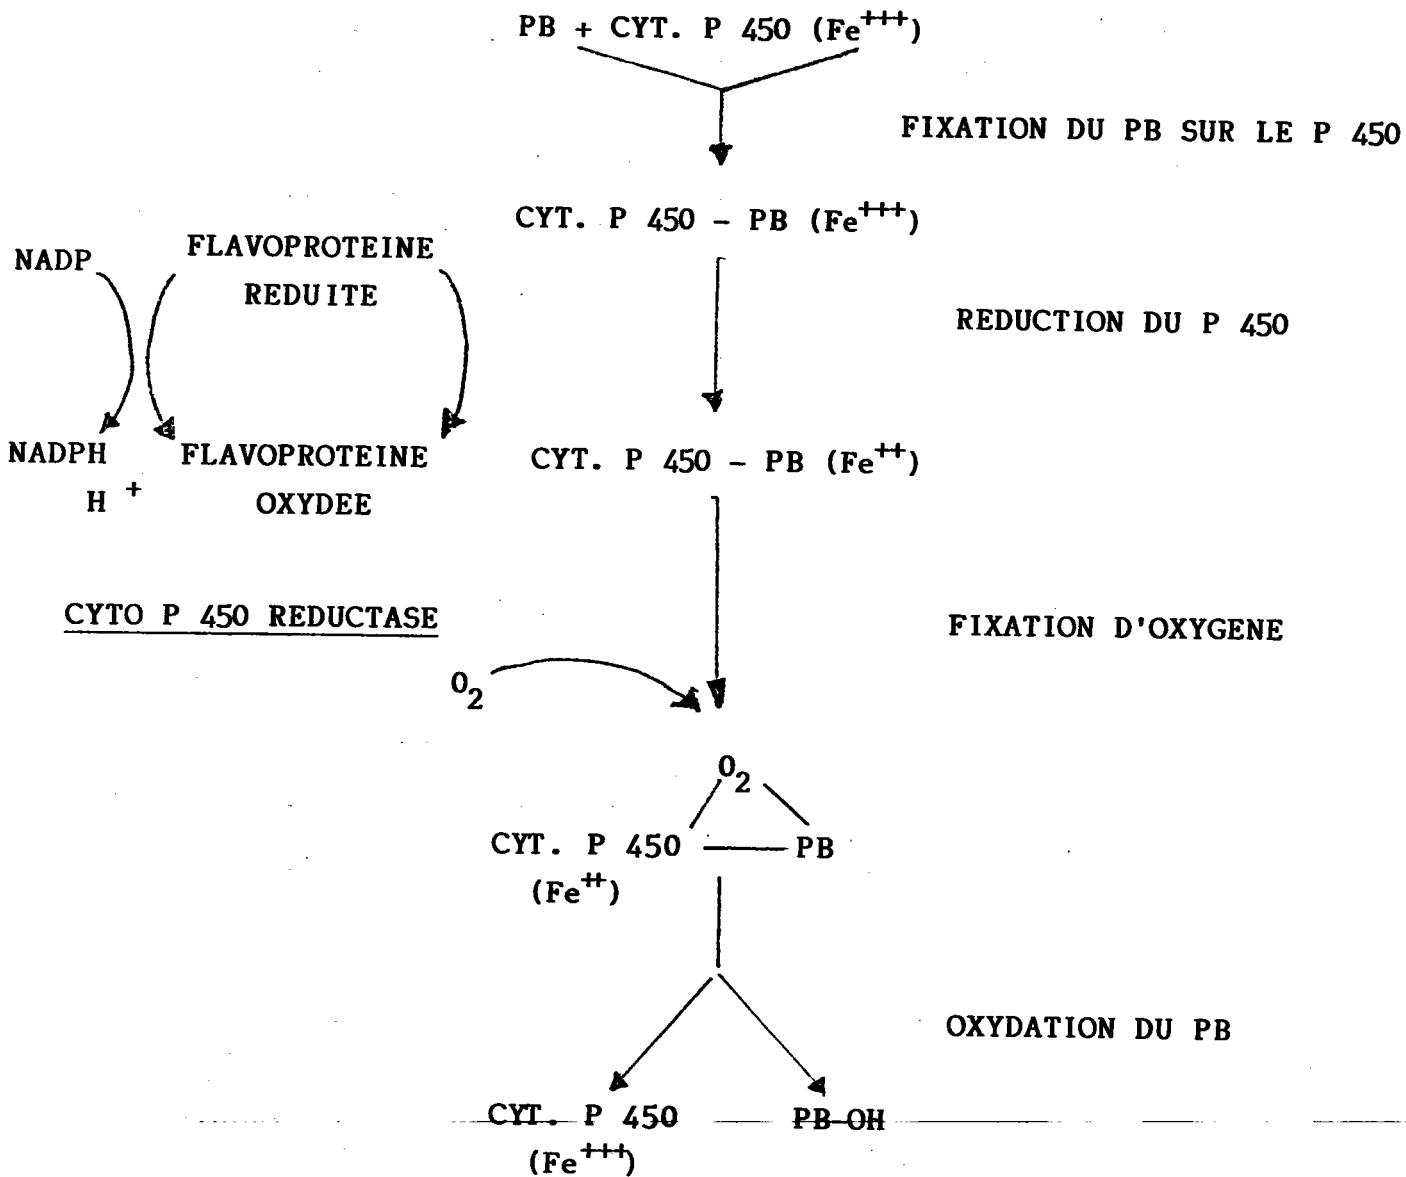 PB + CYT. P 450 (Fe+++)
FIXATION DU PB SUR LE P 450
CYT. P 450 - PB (Fe+++)
NADP
FLAVOPROTEINE
REDUITE
REDUCTION DU P 450
NADPH
H +
FLAVOPROTEINE
OXYDEE
CYT. P 450 - PB (Fe++)
CYTO P 450 REDUCTASE
FIXATION D'OXYGENE
O2
O2
CYT. P 450 — PB
(Fe++)
OXYDATION DU PB
CYT. P 450
(Fe+++)
PB-OH